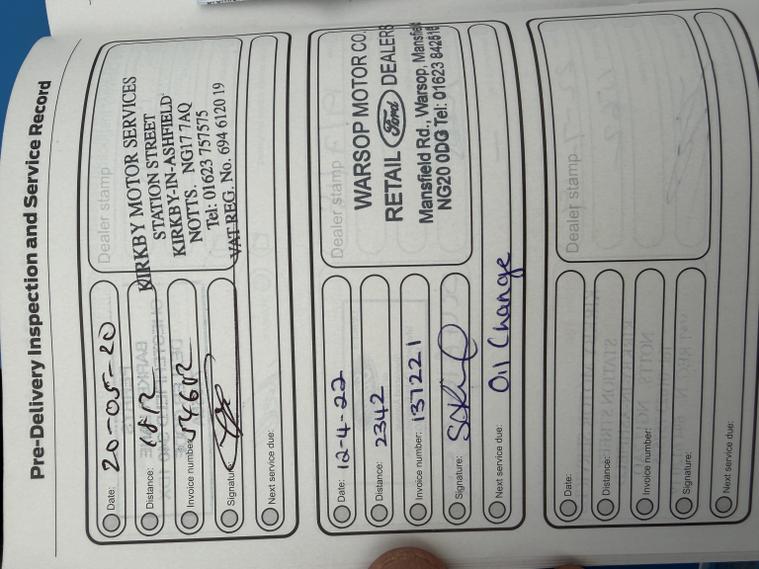 Pre-Delivery Inspection and Service Record
Date: 20-05-20
Distance:
Invoice number:
Signature:
Next service due:
Dealer stamp
KIRKBY MOTOR SERVICES
STATION STREET
KIRKBY-IN-ASHFIELD
NOTTS. NG17 7AQ
Tel: 01623 757575
VAT REG. No. 694 6120 19
Date: 12-4-22
Distance: 2342
Invoice number: 137221
Signature:
Next service due: Oil Change
Dealer stamp
WARSOP MOTOR CO.
RETAIL Ford DEALERS
Mansfield Rd., Warsop, Mansfield
NG20 0DG Tel: 01623 842818
Date:
Distance:
Invoice number:
Signature:
Next service due:
Dealer stamp